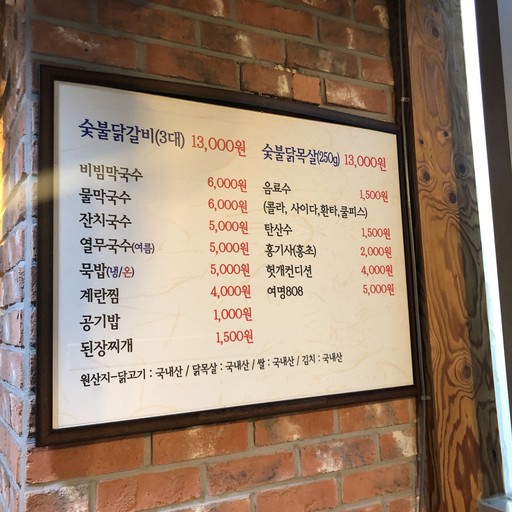 숯불닭갈비(3대) 13,000원
비빔막국수 6,000원
물막국수 6,000원
잔치국수 5,000원
열무국수(여름) 5,000원
묵밥(냉/온) 5,000원
계란찜 4,000원
공기밥 1,000원
된장찌개 1,500원
숯불닭목살(250g) 13,000원
음료수 1,500원
(콜라, 사이다,환타,쿨피스)
탄산수 1,500원
홍기사(홍초) 2,000원
헛개컨디션 4,000원
여명808 5,000원
원산지-닭고기 : 국내산 / 닭목살 : 국내산 / 쌀 : 국내산 / 김치 : 국내산